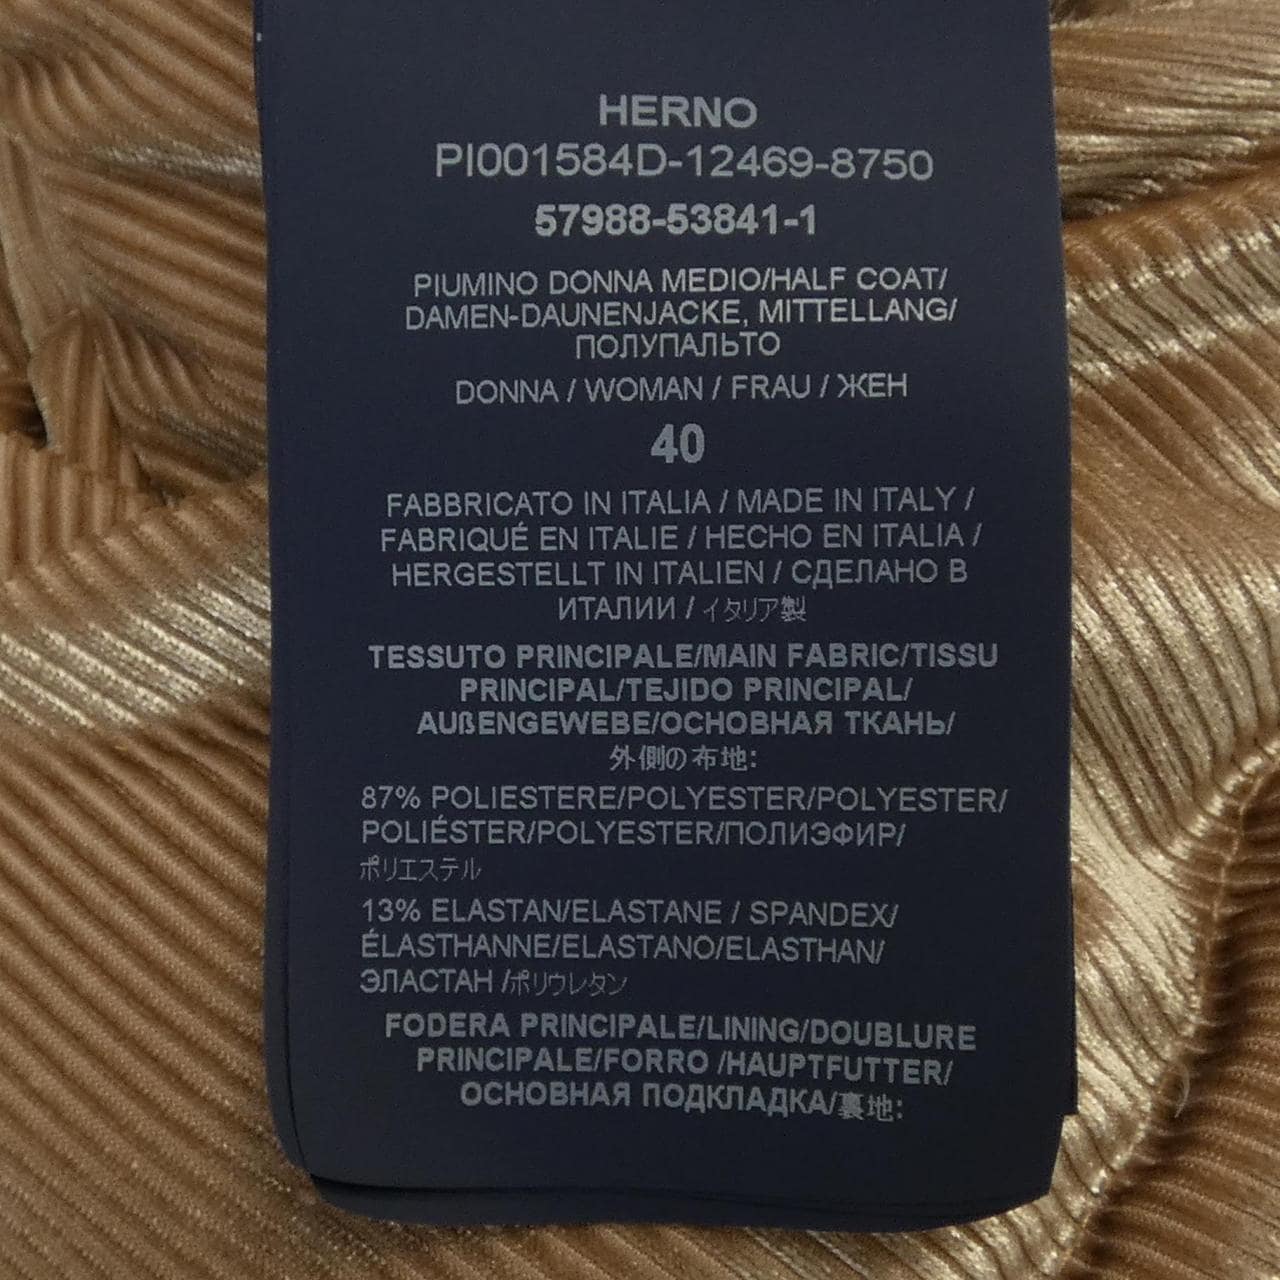 HERNO
PI001584D-12469-8750
57988-53841-1
PIUMINO DONNA MEDIO/HALF COAT/
DAMEN-DAUNENJACKE, MITTELLANG/
ПОЛУПАЛЬТО
DONNA / WOMAN / FRAU / ЖЕН
40
FABBRICATO IN ITALIA / MADE IN ITALY /
FABRIQUÉ EN ITALIE / HECHO EN ITALIA /
HERGESTELLT IN ITALIEN / СДЕЛАНО В
ИТАЛИИ / イタリア製
TESSUTO PRINCIPALE/MAIN FABRIC/TISSU
PRINCIPAL/TEJIDO PRINCIPAL/
AUßENGEWEBE/ОСНОВНАЯ ТКАНЬ/
外側の布地:
87% POLIESTERE/POLYESTER/POLYESTER/
POLIÉSTER/POLYESTER/ПОЛИЭФИР/
ポリエステル
13% ELASTAN/ELASTANE / SPANDEX/
ÉLASTHANNE/ELASTANO/ELASTHAN/
ЭЛАСТАН /ポリウレタン
FODERA PRINCIPALE/LINING/DOUBLURE
PRINCIPALE/FORRO /HAUPTFUTTER/
ОСНОВНАЯ ПОДКЛАДКА/裏地: